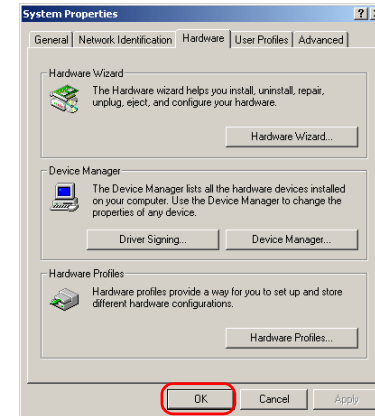 System Properties
General Network Identification Hardware User Profiles Advanced
Hardware Wizard
The Hardware wizard helps you install, uninstall, repair,
unplug, eject, and configure your hardware.
Hardware Wizard...
Device Manager
The Device Manager lists all the hardware devices installed
on your computer. Use the Device Manager to change the
properties of any device.
Driver Signing... Device Manager...
Hardware Profiles
Hardware profiles provide a way for you to set up and store
different hardware configurations.
Hardware Profiles...
OK Cancel Apply